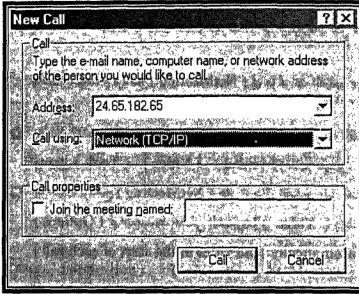 New Call
Call
Type the e-mail name, computer name, or network address
of the person you would like to call.
Address: 24.65.182.65
Call using: Network (TCP/IP)
Call properties
Join the meeting named:
Call Cancel